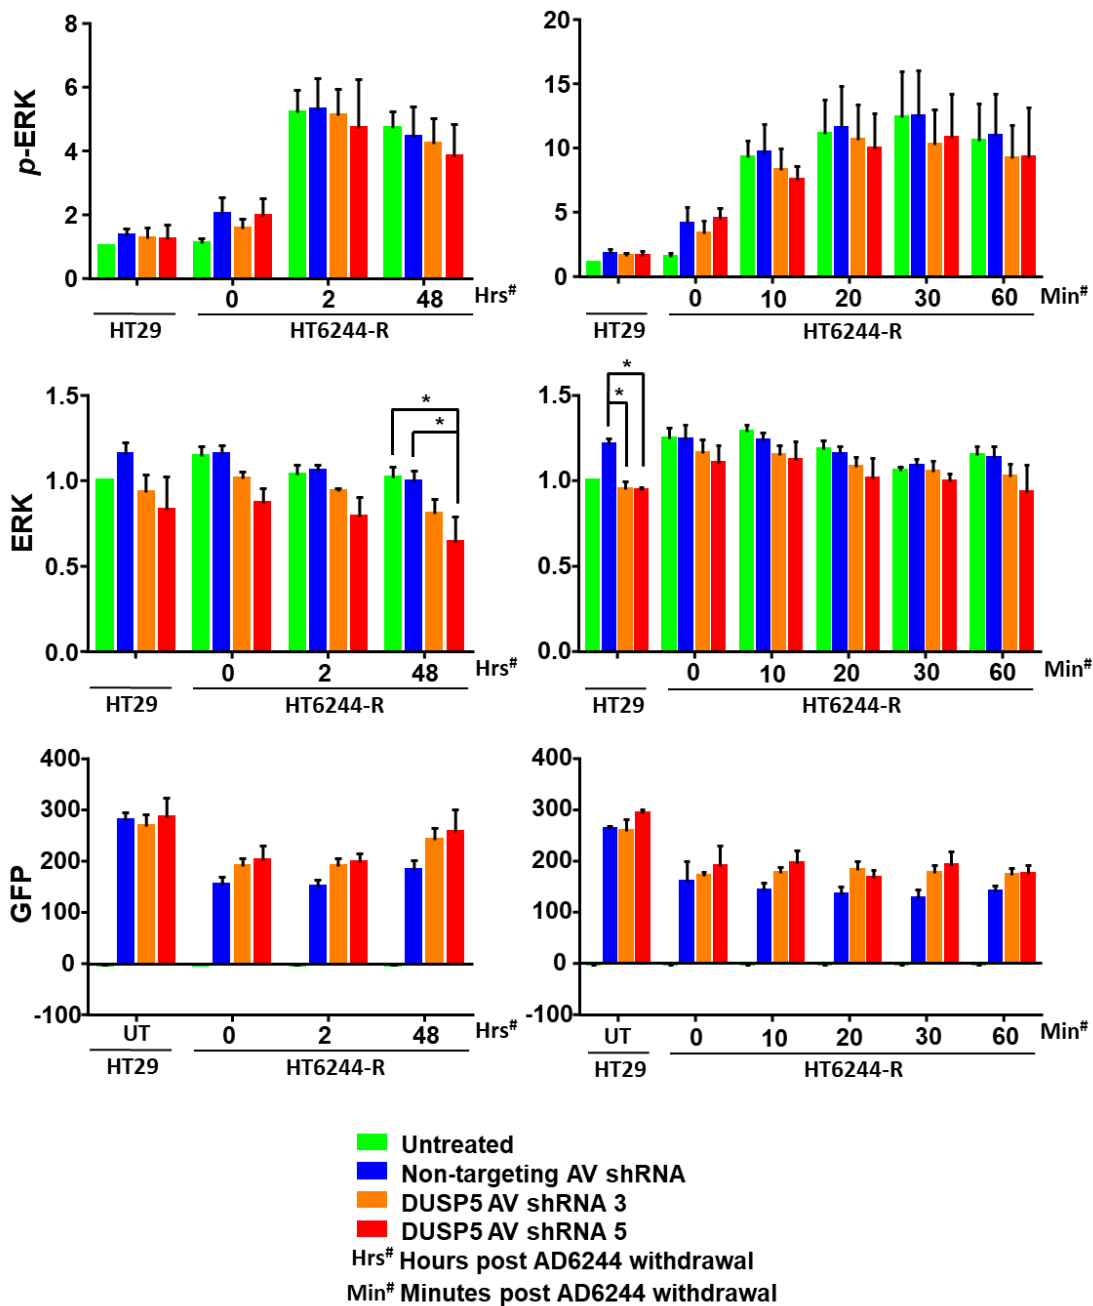 p-ERK
8
6
4
2
0
0 2 48 Hrs#
HT29 HT6244-R
20
15
10
5
0
0 10 20 30 60 Min#
HT29 HT6244-R
ERK
1.5
1.0
0.5
0.0
* *
0 2 48 Hrs#
HT29 HT6244-R
1.5
1.0
0.5
0.0
* *
0 10 20 30 60 Min#
HT29 HT6244-R
GFP
400
300
200
100
0
-100
UT 0 2 48 Hrs#
HT29 HT6244-R
400
300
200
100
0
-100
UT 0 10 20 30 60 Min#
HT29 HT6244-R
Untreated
Non-targeting AV shRNA
DUSP5 AV shRNA 3
DUSP5 AV shRNA 5
Hrs# Hours post AD6244 withdrawal
Min# Minutes post AD6244 withdrawal